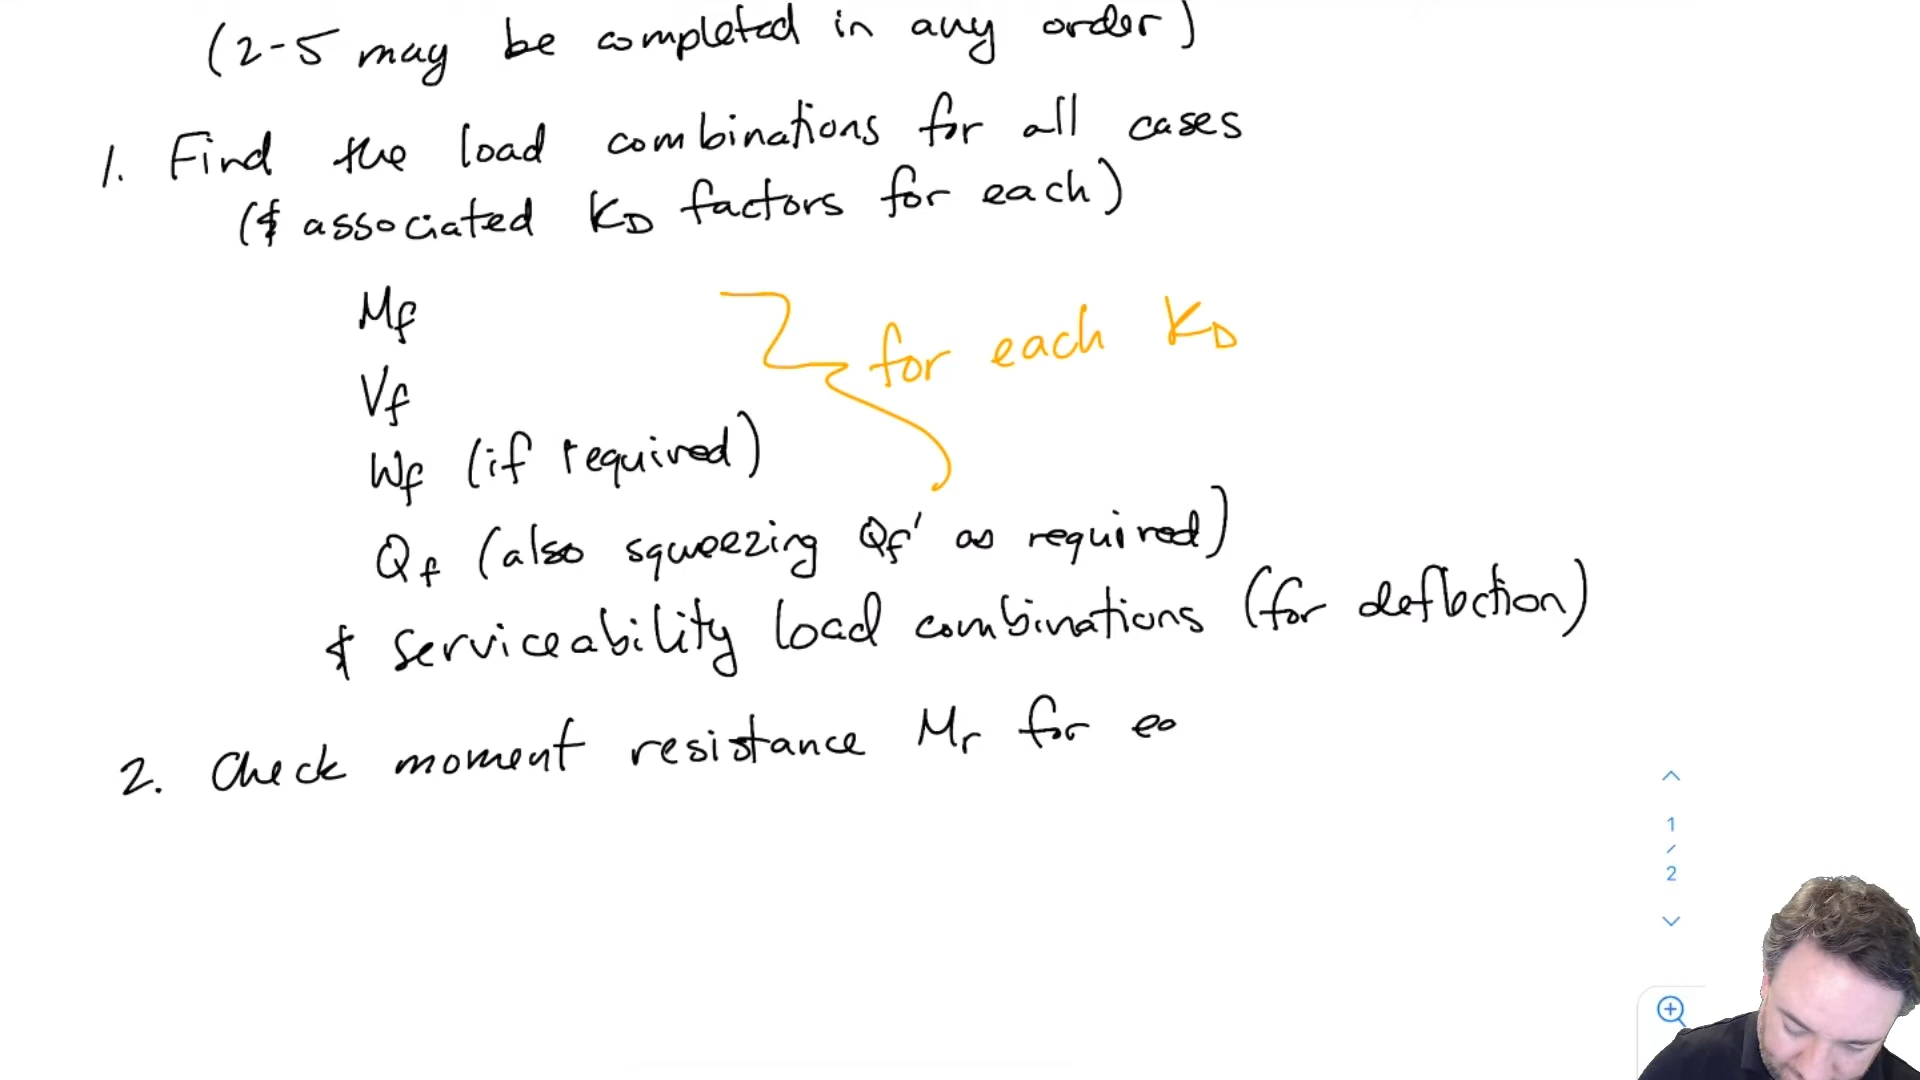 (2-5 may be completed in any order)
1. Find the load combinations for all cases
(& associated KD factors for each)
Mf
for each KD
Vf
Wf (if required)
Qf (also squeezing Qf' as required)
& serviceability load combinations (for deflection)
2. Check moment resistance Mr for ea
1
/
2